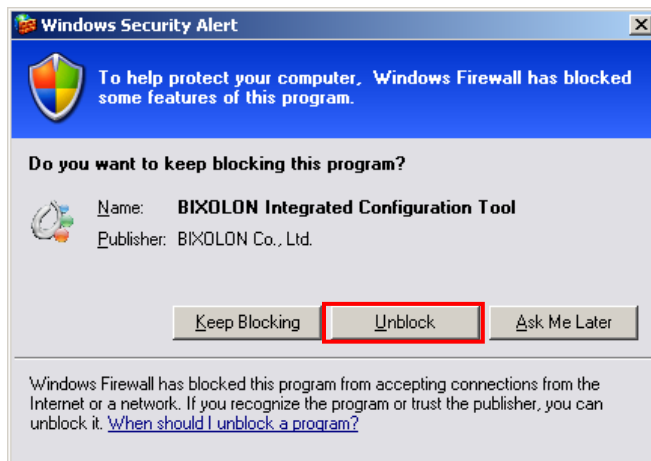 Windows Security Alert
To help protect your computer, Windows Firewall has blocked
some features of this program.
Do you want to keep blocking this program?
Name: BIXOLON Integrated Configuration Tool
Publisher: BIXOLON Co., Ltd.
Keep Blocking Unblock Ask Me Later
Windows Firewall has blocked this program from accepting connections from the
Internet or a network. If you recognize the program or trust the publisher, you can
unblock it. When should I unblock a program?